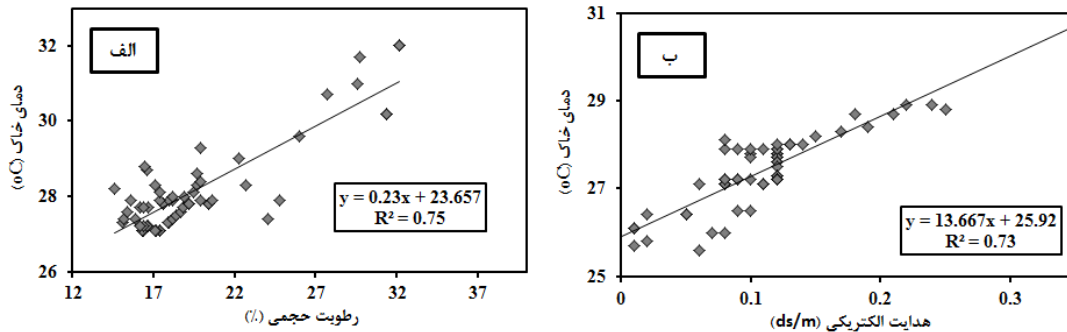 الف
32
30
28
26
دمای خاک (oC)
y = 0.23x + 23.657
R² = 0.75
12
17
22
27
32
37
رطوبت حجمی (٪)
ب
31
29
27
25
دمای خاک (oC)
y = 13.667x + 25.92
R² = 0.73
0
0.1
0.2
0.3
هدایت الکتریکی (ds/m)